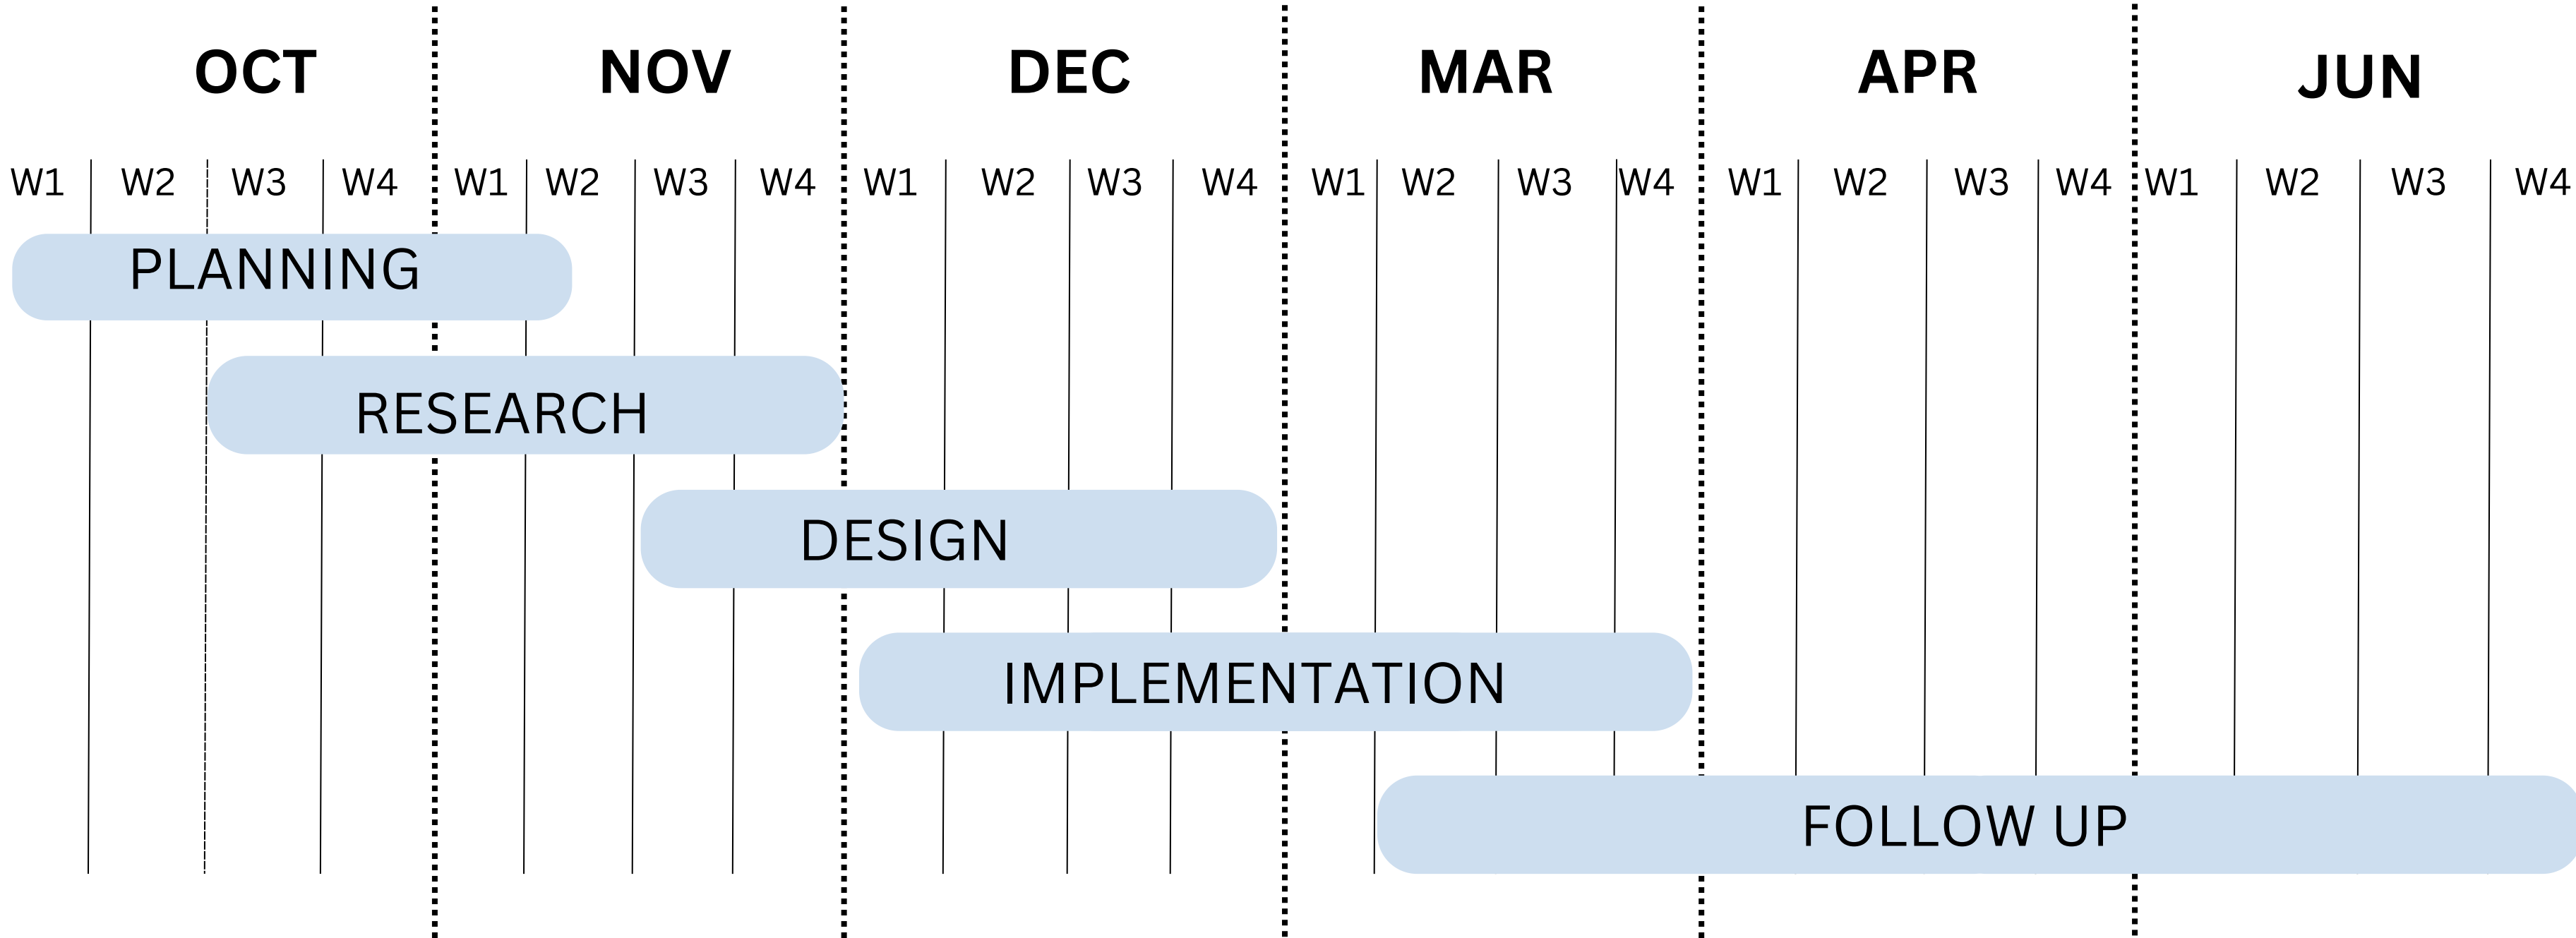 OCT NOV DEC MAR APR JUN
W1 W2 W3 W4 W1 W2 W3 W4 W1 W2 W3 W4 W1 W2 W3 W4 W1 W2 W3 W4 W1 W2 W3 W4
PLANNING
RESEARCH
DESIGN
IMPLEMENTATION
FOLLOW UP